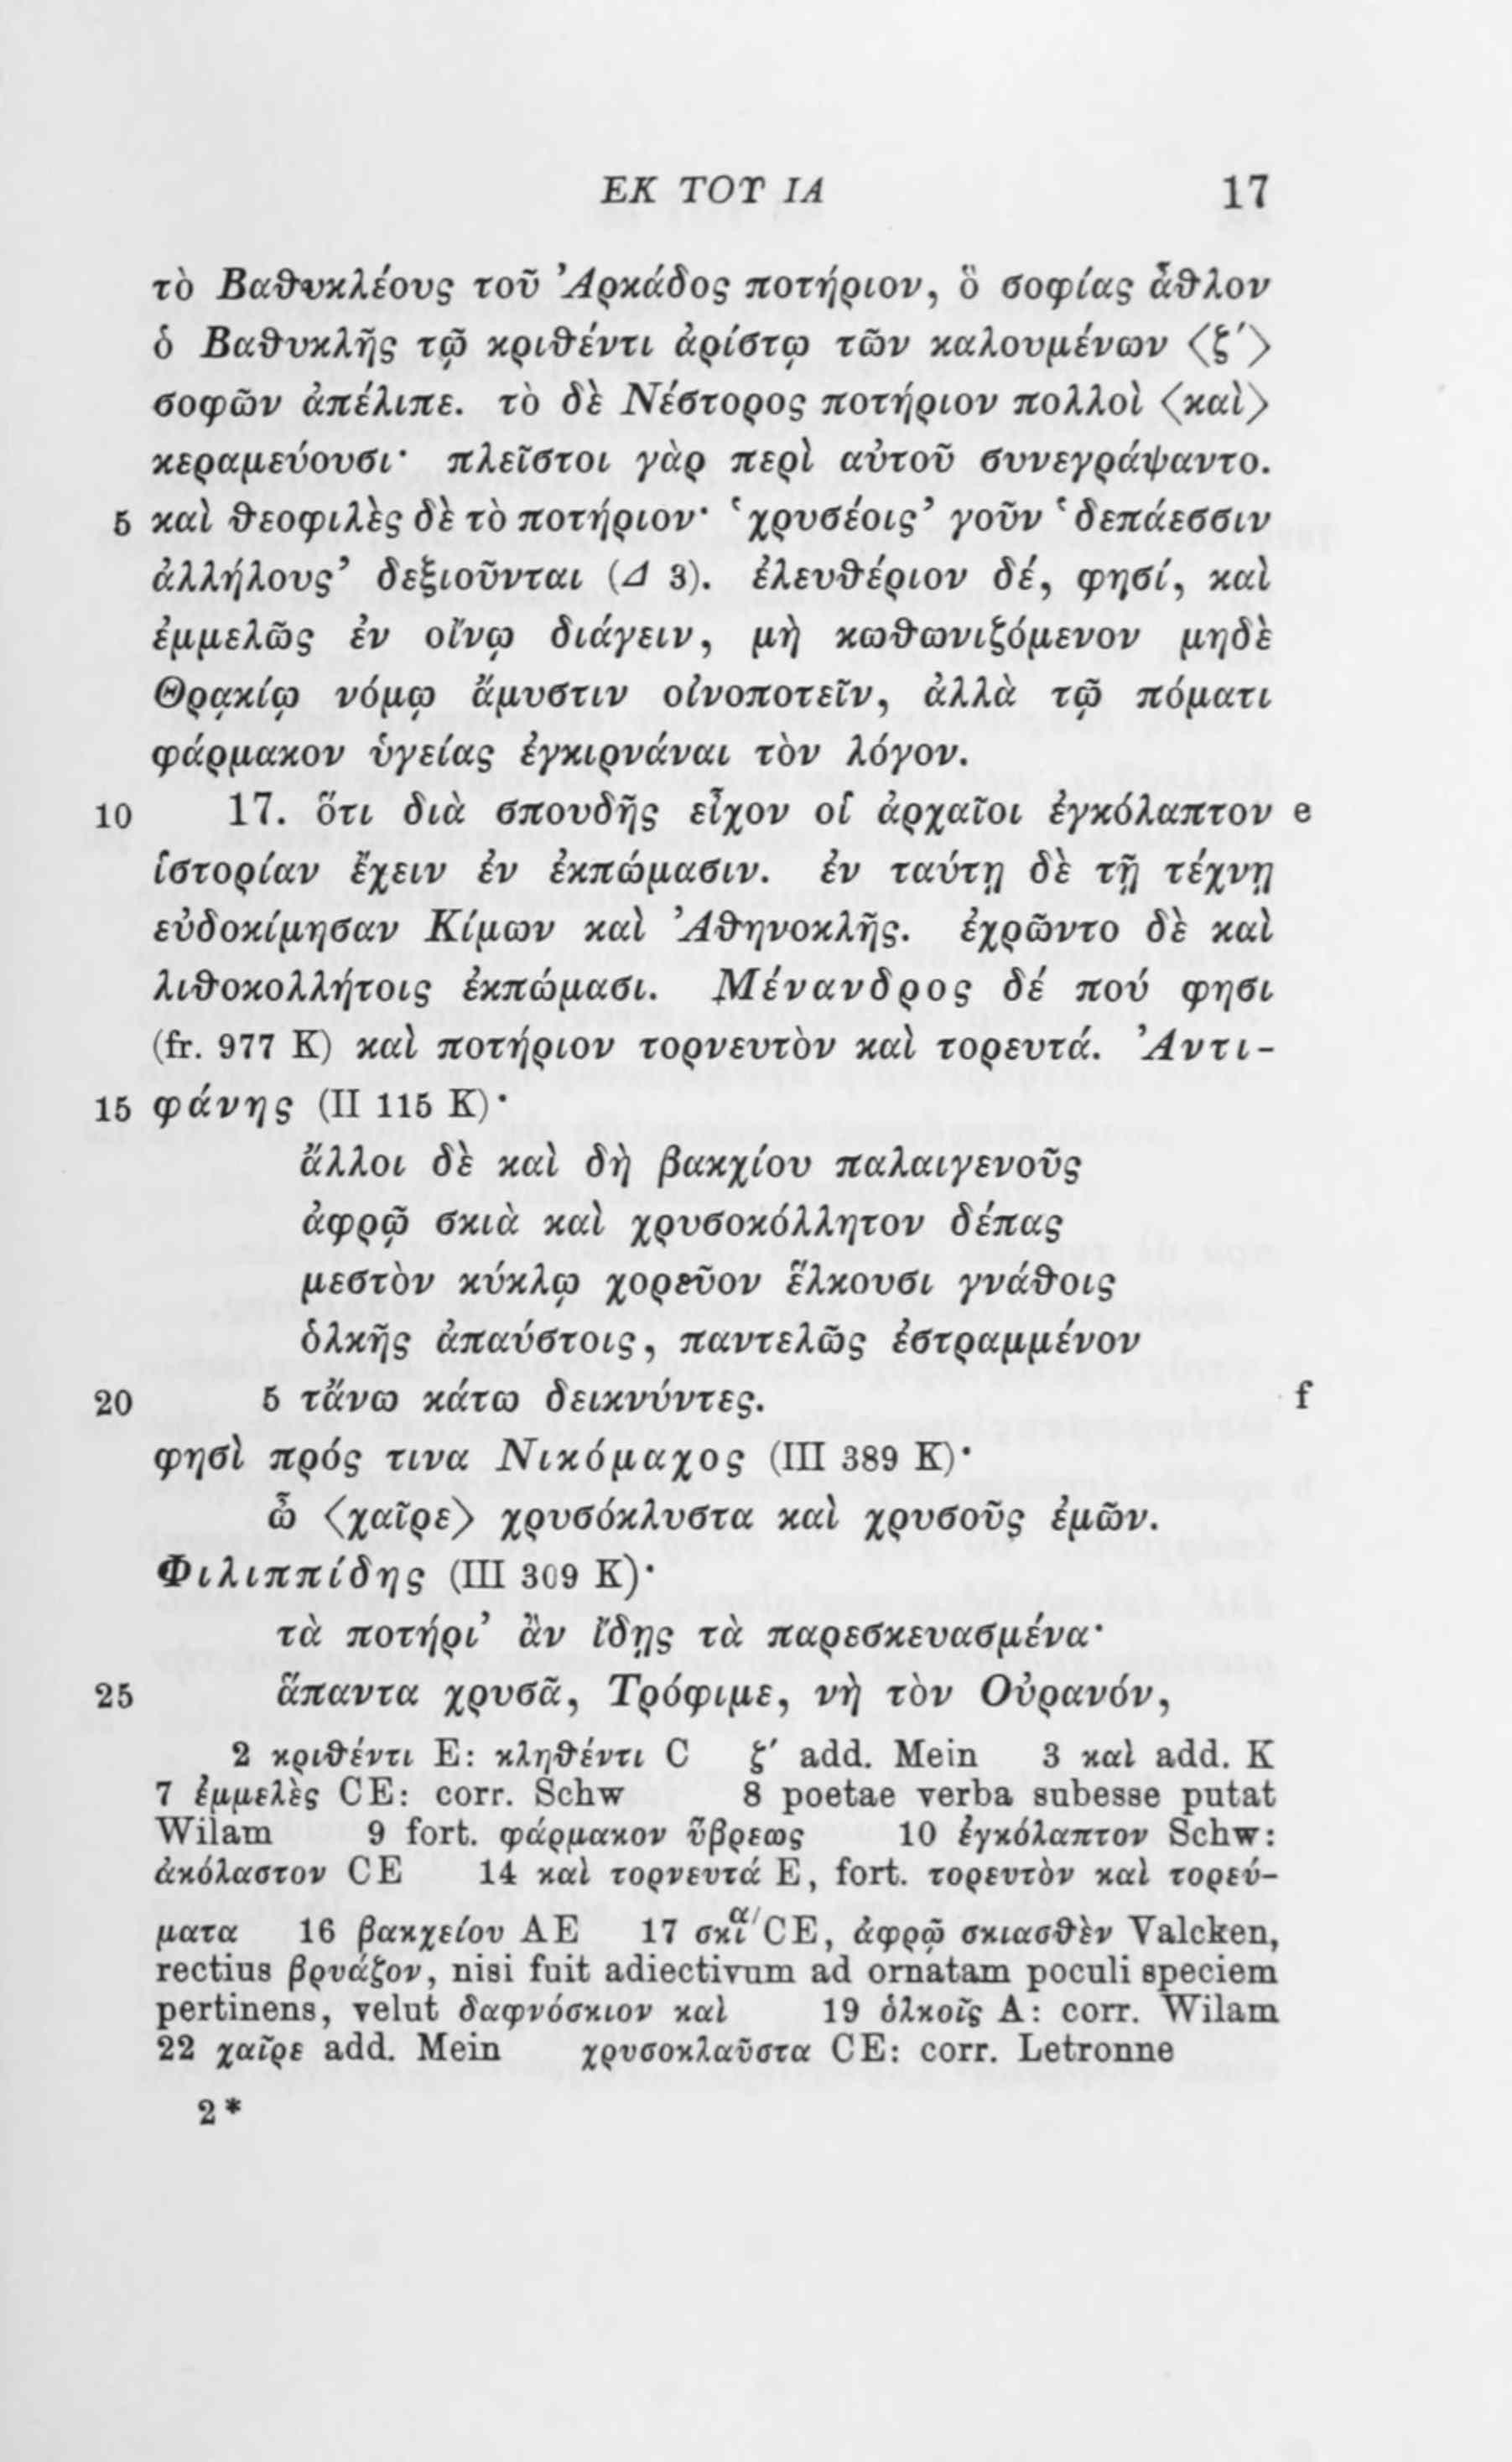 ΕΚ ΤΟΥ ΙΑ 17
τὸ Βαθυκλέους τοῦ Ἀρκάδος ποτήριον, ὃ σοφίας ἆθλον
ὁ Βαθυκλῆς τῷ κριθέντι ἀρίστῳ τῶν καλουμένων ⟨ζ′⟩
σοφῶν ἀπέλιπε. τὸ δὲ Νέστορος ποτήριον πολλοὶ ⟨καὶ⟩
κεραμεύουσι· πλεῖστοι γὰρ περὶ αὐτοῦ συνεγράψαντο.
5 καὶ θεοφιλὲς δὲ τὸ ποτήριον· ‘χρυσέοις’ γοῦν ‘δεπάεσσιν
ἀλλήλους’ δεξιοῦνται (Δ 3). ἐλευθέριον δέ, φησί, καὶ
ἐμμελῶς ἐν οἴνῳ διάγειν, μὴ κωθωνιζόμενον μηδὲ
Θρᾳκίῳ νόμῳ ἄμυστιν οἰνοποτεῖν, ἀλλὰ τῷ πόματι
φάρμακον ὑγείας ἐγκιρνάναι τὸν λόγον.
10 17. ὅτι διὰ σπουδῆς εἶχον οἱ ἀρχαῖοι ἐγκόλαπτον e
ἱστορίαν ἔχειν ἐν ἐκπώμασιν. ἐν ταύτῃ δὲ τῇ τέχνῃ
εὐδοκίμησαν Κίμων καὶ Ἀθηνοκλῆς. ἐχρῶντο δὲ καὶ
λιθοκολλήτοις ἐκπώμασι. Μένανδρος δέ πού φησι
(fr. 977 K) καὶ ποτήριον τορνευτὸν καὶ τορευτά. Ἀντι-
15 φάνης (II 115 K)·
ἄλλοι δὲ καὶ δὴ βακχίου παλαιγενοῦς
ἀφρῷ σκιὰ καὶ χρυσοκόλλητον δέπας
μεστὸν κύκλῳ χορεῦον ἕλκουσι γνάθοις
ὁλκῆς ἀπαύστοις, παντελῶς ἐστραμμένον
20 5 τἄνω κάτω δεικνύντες. f
φησὶ πρός τινα Νικόμαχος (III 389 K)·
ὦ ⟨χαῖρε⟩ χρυσόκλυστα καὶ χρυσοῦς ἐμῶν.
Φιλιππίδης (III 309 K)·
τὰ ποτήρι’ ἂν ἴδῃς τὰ παρεσκευασμένα·
25 ἅπαντα χρυσᾶ, Τρόφιμε, νὴ τὸν Οὐρανόν,
2 κριθέντι E: κληθέντι C ζ′ add. Mein 3 καὶ add. K
7 ἐμμελὲς CE: corr. Schw 8 poetae verba subesse putat
Wilam 9 fort. φάρμακον ὕβρεως 10 ἐγκόλαπτον Schw:
ἀκόλαστον CE 14 καὶ τορνευτά E, fort. τορευτὸν καὶ τορεύ-
ματα 16 βακχείου AE 17 σκιᾱ́ CE, ἀφρῷ σκιασθὲν Valcken,
rectius βρυάζον, nisi fuit adiectivum ad ornatam poculi speciem
pertinens, velut δαφνόσκιον καὶ 19 ὁλκοῖς A: corr. Wilam
22 χαῖρε add. Mein χρυσοκλαῦστα CE: corr. Letronne
2*